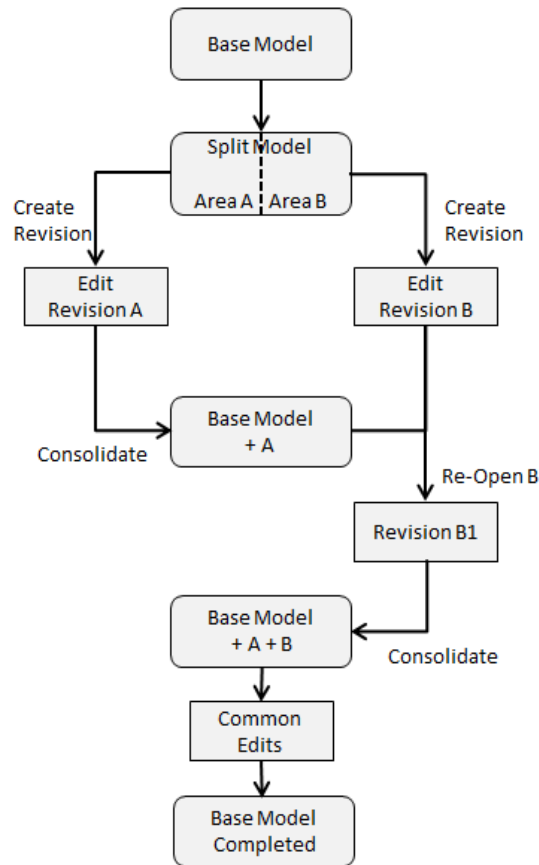 Base Model
Split Model
Area A
Area B
Create
Revision
Create
Revision
Edit
Revision A
Edit
Revision B
Base Model
+ A
Consolidate
Re-Open B
Revision B1
Base Model
+ A + B
Consolidate
Common
Edits
Base Model
Completed